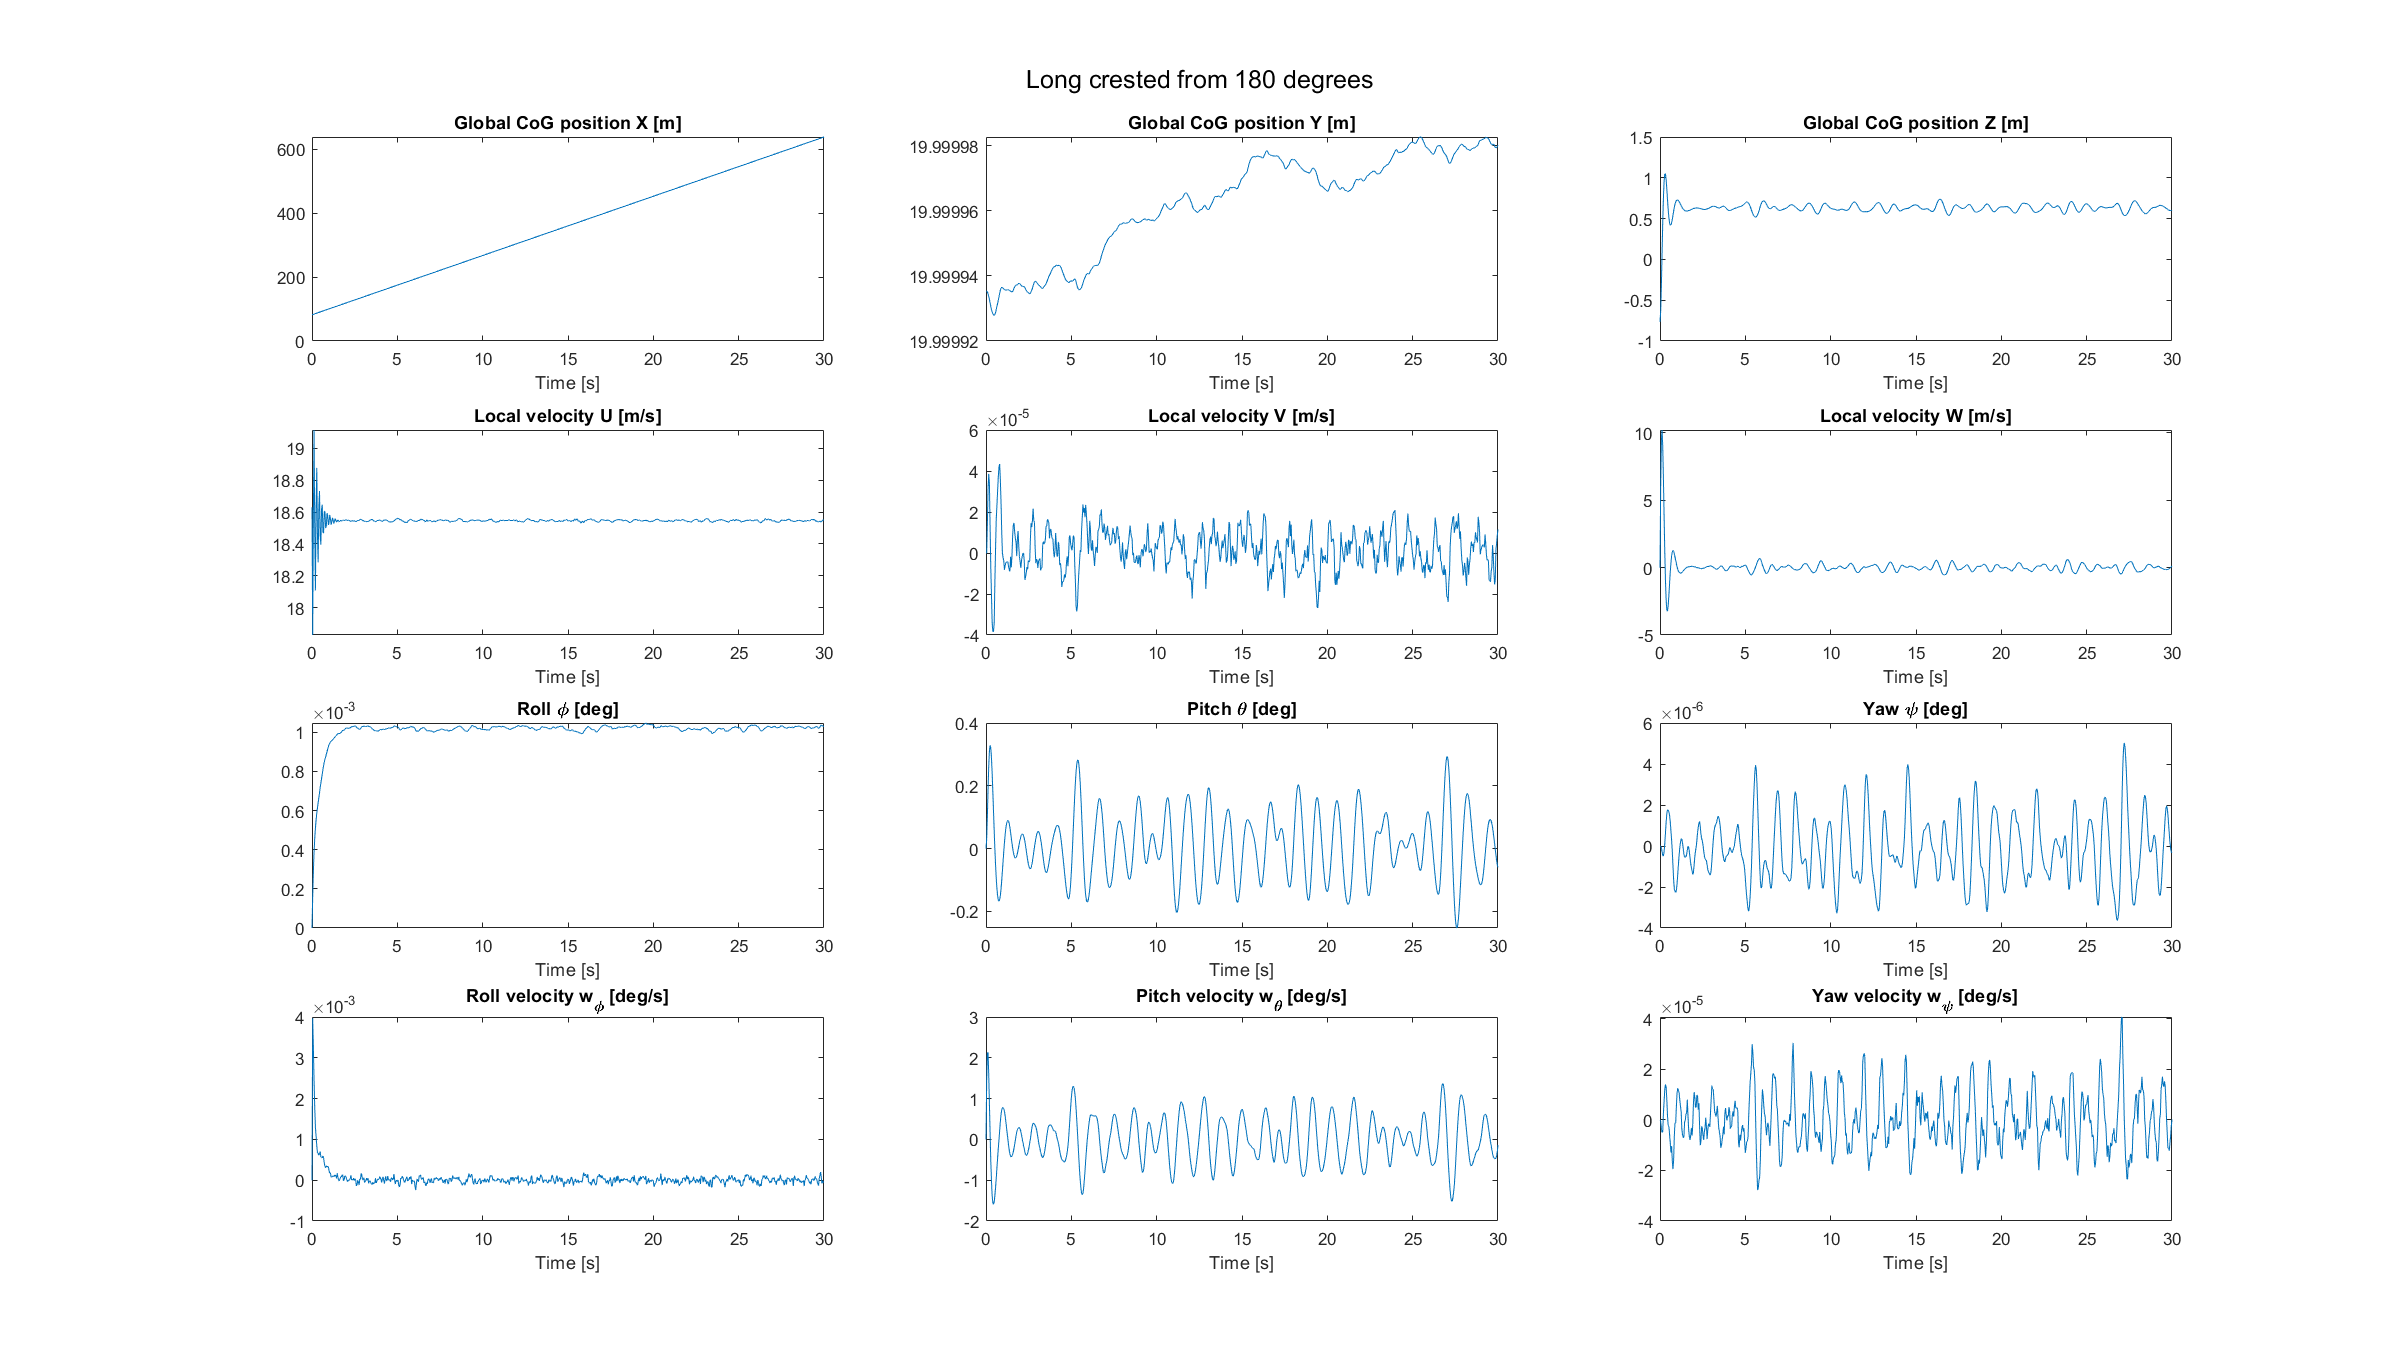 Long crested from 180 degrees
Global CoG position X [m]
600
400
200
0
0 5 10 15 20 25 30
Time [s]
Global CoG position Y [m]
19.99998
19.99996
19.99994
19.99992
0 5 10 15 20 25 30
Time [s]
Global CoG position Z [m]
1.5
1
0.5
0
-0.5
-1
0 5 10 15 20 25 30
Time [s]
Local velocity U [m/s]
19
18.8
18.6
18.4
18.2
18
0 5 10 15 20 25 30
Time [s]
Local velocity V [m/s]
×10⁻⁵
6
4
2
0
-2
-4
0 5 10 15 20 25 30
Time [s]
Local velocity W [m/s]
10
5
0
-5
0 5 10 15 20 25 30
Time [s]
Roll ϕ [deg]
×10⁻³
1
0.8
0.6
0.4
0.2
0
0 5 10 15 20 25 30
Time [s]
Pitch θ [deg]
0.4
0.2
0
-0.2
0 5 10 15 20 25 30
Time [s]
Yaw ψ [deg]
×10⁻⁶
6
4
2
0
-2
-4
0 5 10 15 20 25 30
Time [s]
Roll velocity w_ϕ [deg/s]
×10⁻³
4
3
2
1
0
-1
0 5 10 15 20 25 30
Time [s]
Pitch velocity w_θ [deg/s]
3
2
1
0
-1
-2
0 5 10 15 20 25 30
Time [s]
Yaw velocity w_ψ [deg/s]
×10⁻⁵
4
2
0
-2
-4
0 5 10 15 20 25 30
Time [s]